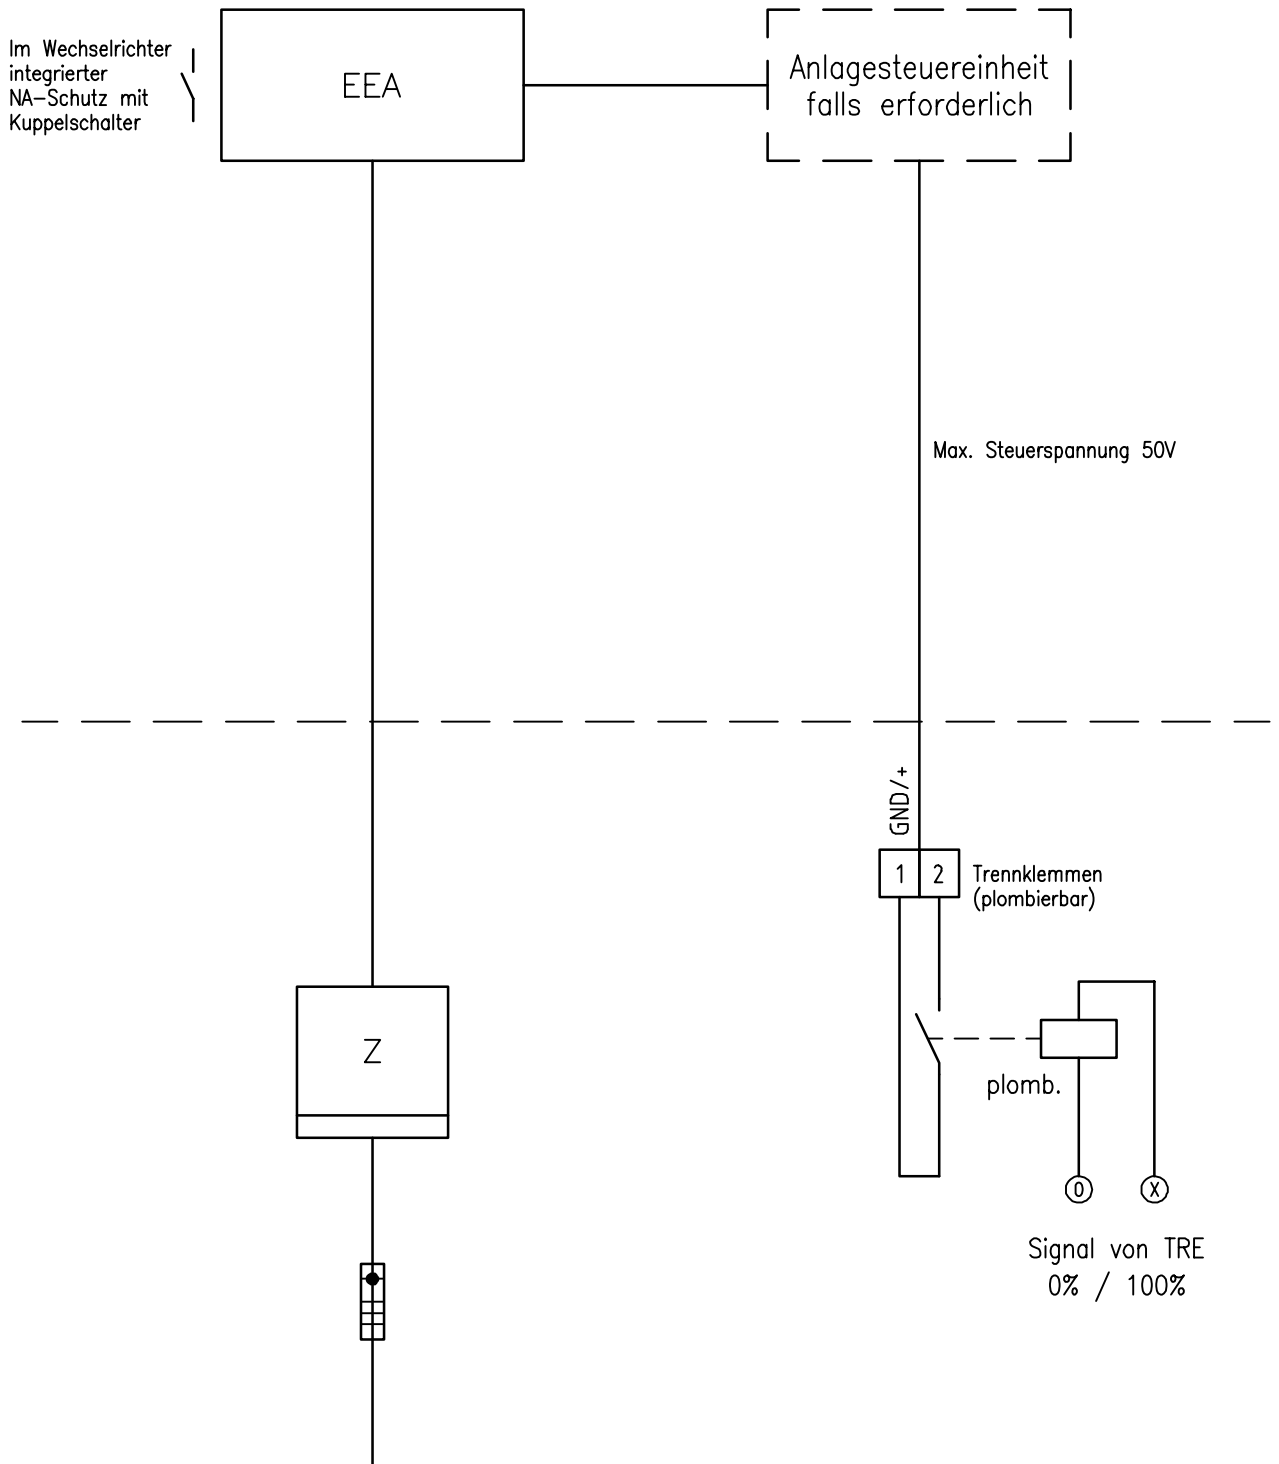 Im Wechselrichter
integrierter
NA–Schutz mit
Kuppelschalter
EEA
Anlagesteuereinheit
falls erforderlich
Max. Steuerspannung 50V
GND/+
1 2
Trennklemmen
(plombierbar)
Z
plomb.
0 X
Signal von TRE
0% / 100%